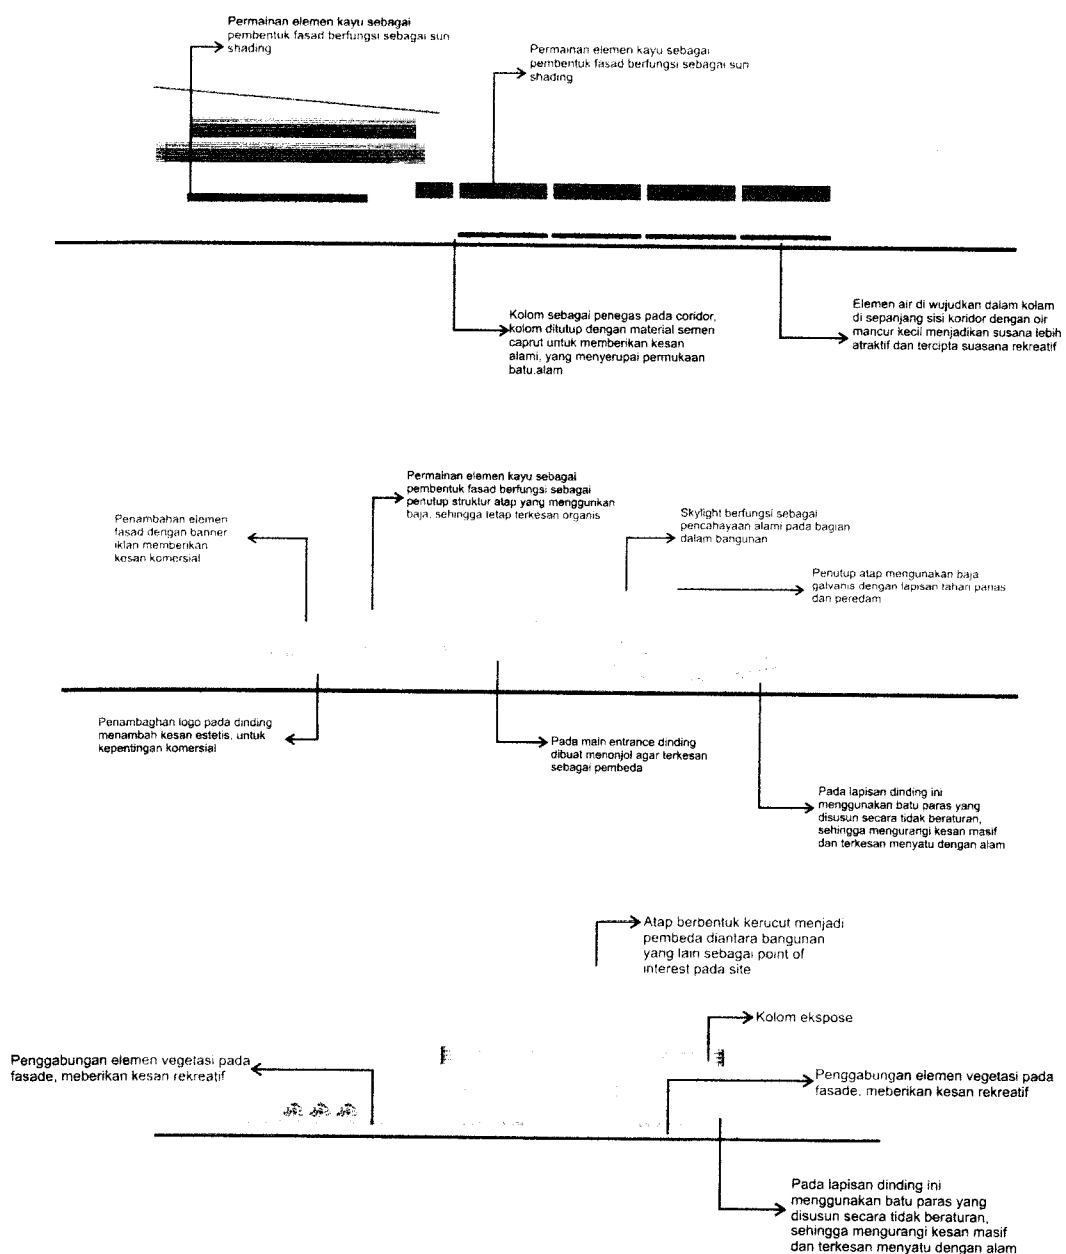 Permainan elemen kayu sebagai
pembentuk fasad berfungsi sebagai sun
shading
Permainan elemen kayu sebagai
pembentuk fasad berfungsi sebagai sun
shading
Kolom sebagai penegas pada coridor,
kolom ditutup dengan material semen
caprut untuk memberikan kesan
alami, yang menyerupai permukaan
batu.alam
Elemen air di wujudkan dalam kolam
di sepanjang sisi koridor dengan air
mancur kecil menjadikan susana lebih
atraktif dan tercipta suasana rekreatif
Permainan elemen kayu sebagai
pembentuk fasad berfungsi sebagai
penutup struktur atap yang menggunkan
baja, sehingga tetap terkesan organis
Penambahan elemen
fasad dengan banner
iklan memberikan
kesan komersial
Skylight berfungsi sebagai
pencahayaan alami pada bagian
dalam bangunan
Penutup atap mengunakan baja
galvanis dengan lapisan tahan panas
dan peredam
Penambaghan logo pada dinding
menambah kesan estetis, untuk
kepentingan komersial
Pada main entrance dinding
dibuat menonjol agar terkesan
sebagai pembeda
Pada lapisan dinding ini
menggunakan batu paras yang
disusun secara tidak beraturan,
sehingga mengurangi kesan masif
dan terkesan menyatu dengan alam
Atap berbentuk kerucut menjadi
pembeda diantara bangunan
yang lain sebagai point of
interest pada site
Kolom ekspose
Penggabungan elemen vegetasi pada
fasade, meberikan kesan rekreatif
Penggabungan elemen vegetasi pada
fasade, meberikan kesan rekreatif
Pada lapisan dinding ini
menggunakan batu paras yang
disusun secara tidak beraturan,
sehingga mengurangi kesan masif
dan terkesan menyatu dengan alam